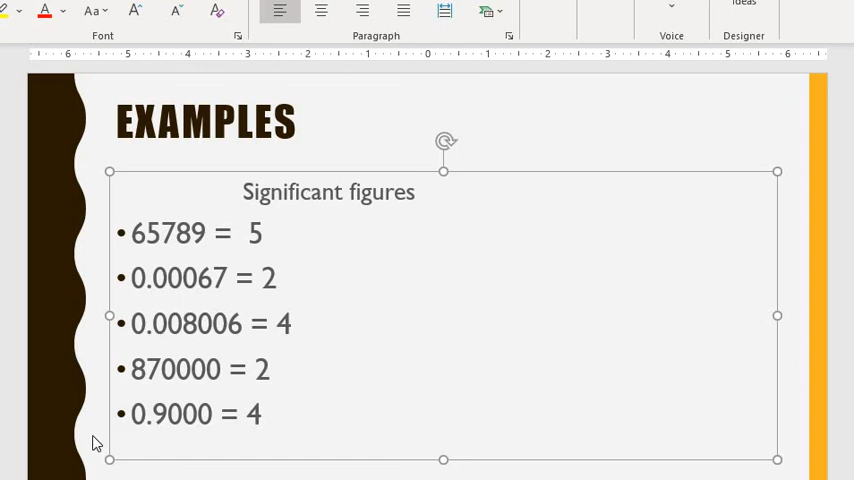 Aa
A
A
A
A
Ideas
Font
Paragraph
Voice
Designer
6 5 4 3 2 1 0 1 2 3 4 5 6
EXAMPLES
Significant figures
•65789 = 5
•0.00067 = 2
•0.008006 = 4
•870000 = 2
•0.9000 = 4